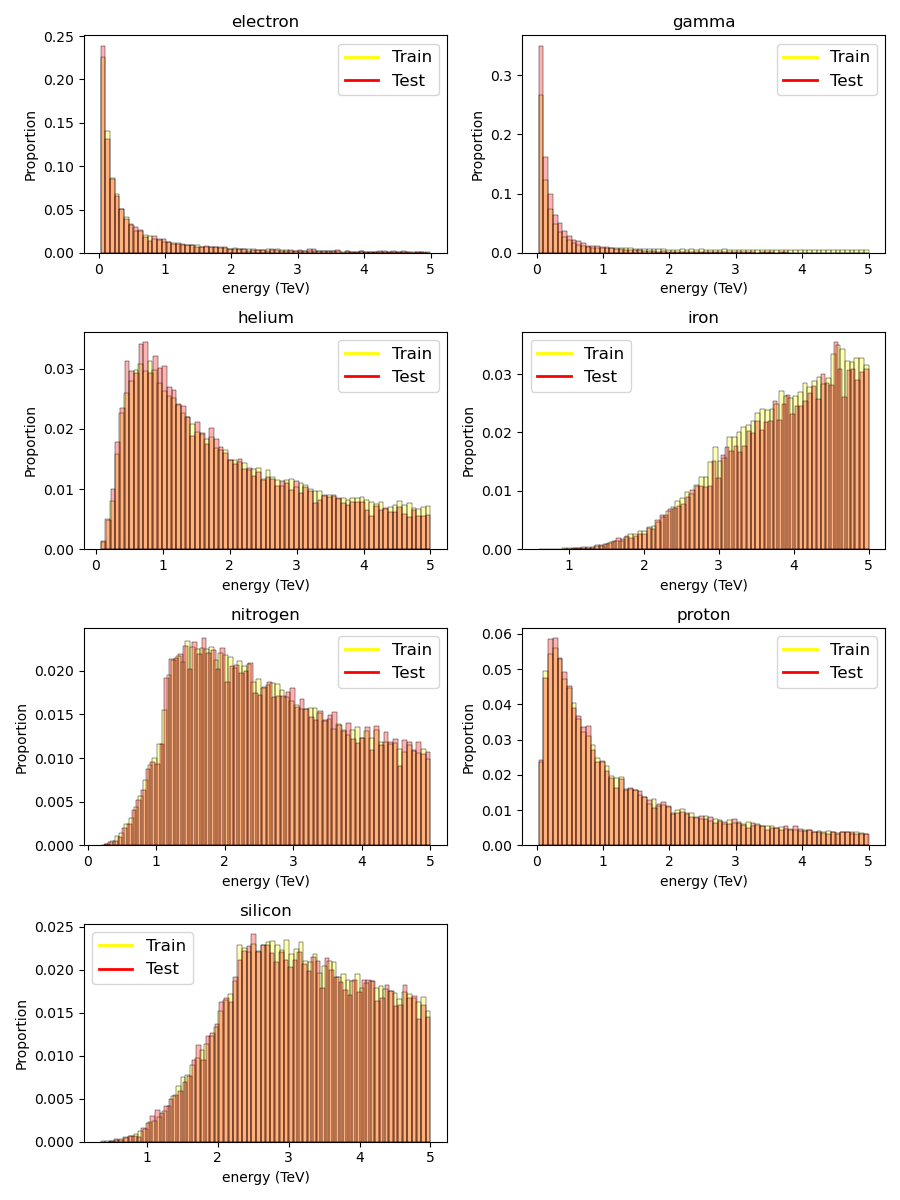 electron
0.25
0.20
0.15
0.10
0.05
0.00
Proportion
Train
Test
0 1 2 3 4 5
energy (TeV)
gamma
0.3
0.2
0.1
0.0
Proportion
Train
Test
0 1 2 3 4 5
energy (TeV)
helium
0.03
0.02
0.01
0.00
Proportion
Train
Test
0 1 2 3 4 5
energy (TeV)
iron
0.03
0.02
0.01
0.00
Proportion
Train
Test
1 2 3 4 5
energy (TeV)
nitrogen
0.020
0.015
0.010
0.005
0.000
Proportion
Train
Test
0 1 2 3 4 5
energy (TeV)
proton
0.06
0.05
0.04
0.03
0.02
0.01
0.00
Proportion
Train
Test
0 1 2 3 4 5
energy (TeV)
silicon
0.025
0.020
0.015
0.010
0.005
0.000
Proportion
Train
Test
1 2 3 4 5
energy (TeV)